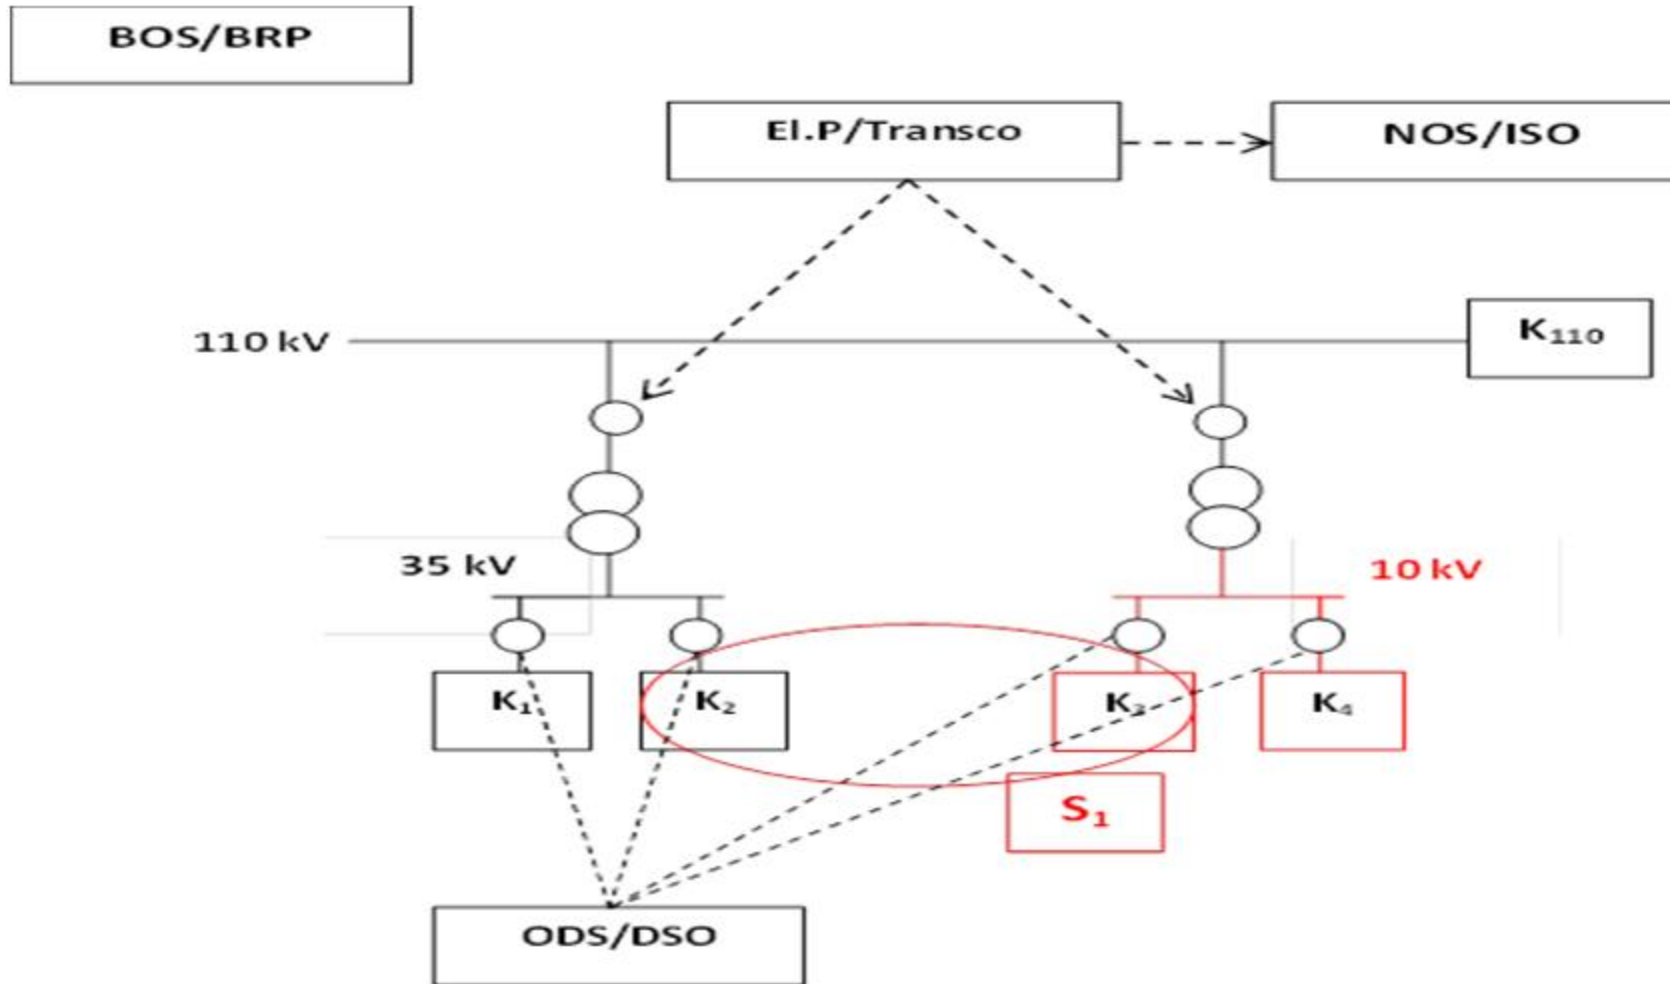 BOS/BRP
El.P/Transco
NOS/ISO
110 kV
K₁₁₀
35 kV
10 kV
K₁
K₂
K₃
K₄
S₁
ODS/DSO